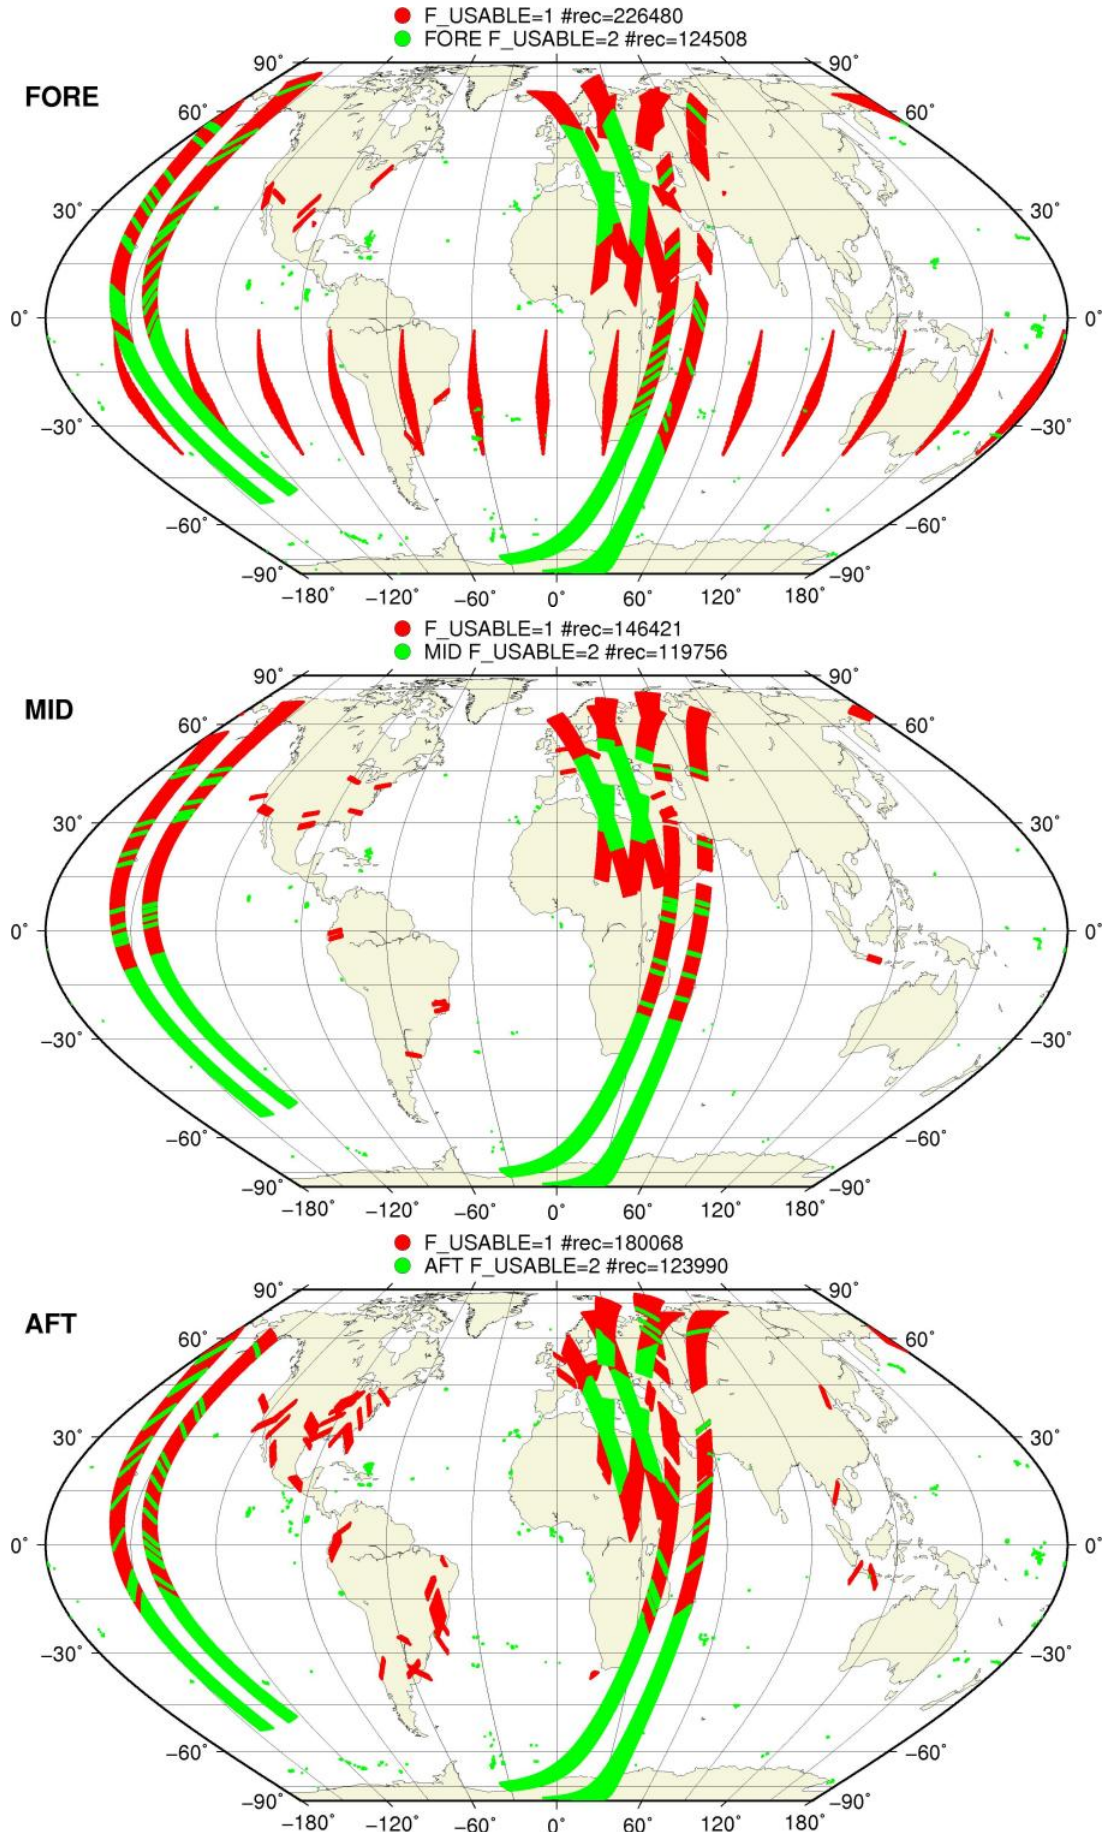 F_USABLE=1 #rec=226480
FORE F_USABLE=2 #rec=124508
FORE
90° 90°
60° 60°
30° 30°
0° 0°
−30° −30°
−60° −60°
−90° −90°
−180° −120° −60° 0° 60° 120° 180°
F_USABLE=1 #rec=146421
MID F_USABLE=2 #rec=119756
MID
90° 90°
60° 60°
30° 30°
0° 0°
−30° −30°
−60° −60°
−90° −90°
−180° −120° −60° 0° 60° 120° 180°
F_USABLE=1 #rec=180068
AFT F_USABLE=2 #rec=123990
AFT
90° 90°
60° 60°
30° 30°
0° 0°
−30° −30°
−60° −60°
−90° −90°
−180° −120° −60° 0° 60° 120° 180°